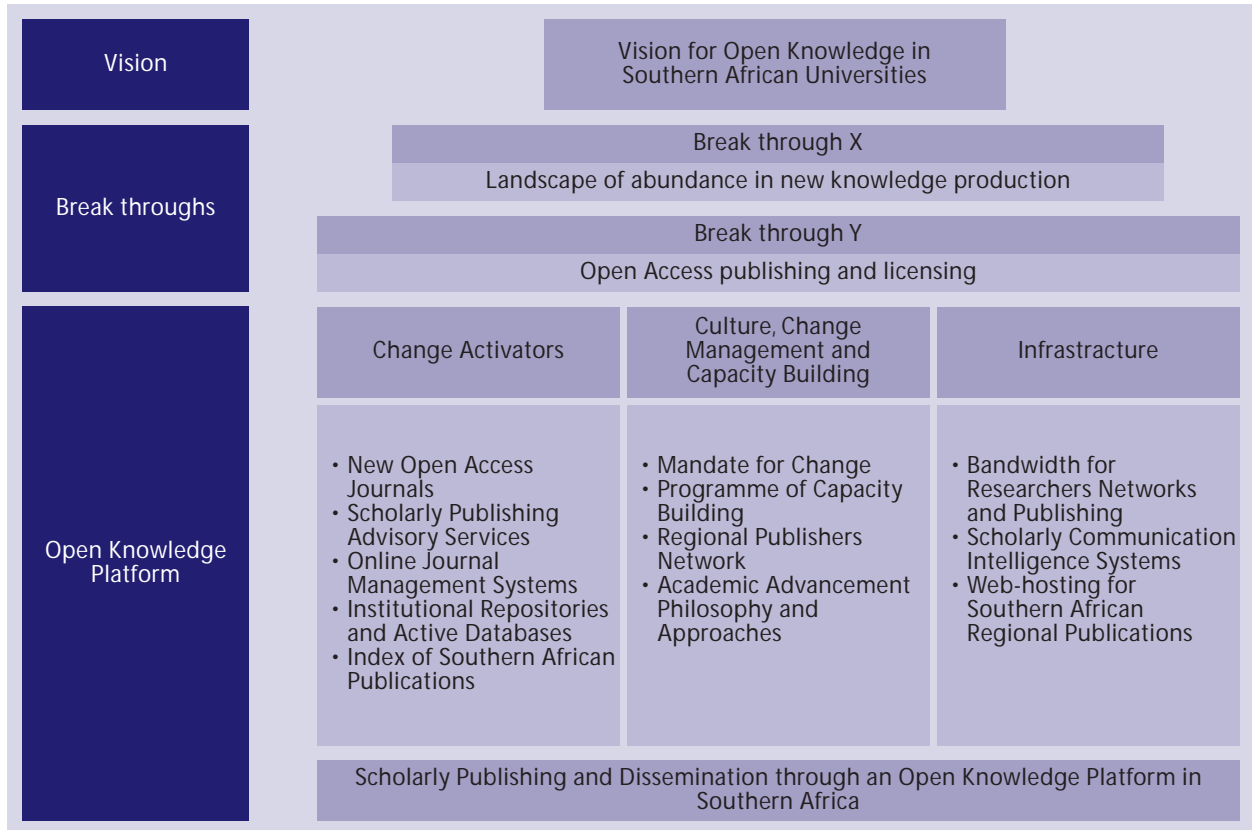 Vision
Vision for Open Knowledge in
Southern African Universities
Break throughs
Break through X
Landscape of abundance in new knowledge production
Break through Y
Open Access publishing and licensing
Open Knowledge
Platform
Change Activators
Culture, Change
Management and
Capacity Building
Infrastracture
• New Open Access
Journals
• Scholarly Publishing
Advisory Services
• Online Journal
Management Systems
• Institutional Repositories
and Active Databases
• Index of Southern African
Publications
• Mandate for Change
• Programme of Capacity
Building
• Regional Publishers
Network
• Academic Advancement
Philosophy and
Approaches
• Bandwidth for
Researchers Networks
and Publishing
• Scholarly Communication
Intelligence Systems
• Web-hosting for
Southern African
Regional Publications
Scholarly Publishing and Dissemination through an Open Knowledge Platform in
Southern Africa